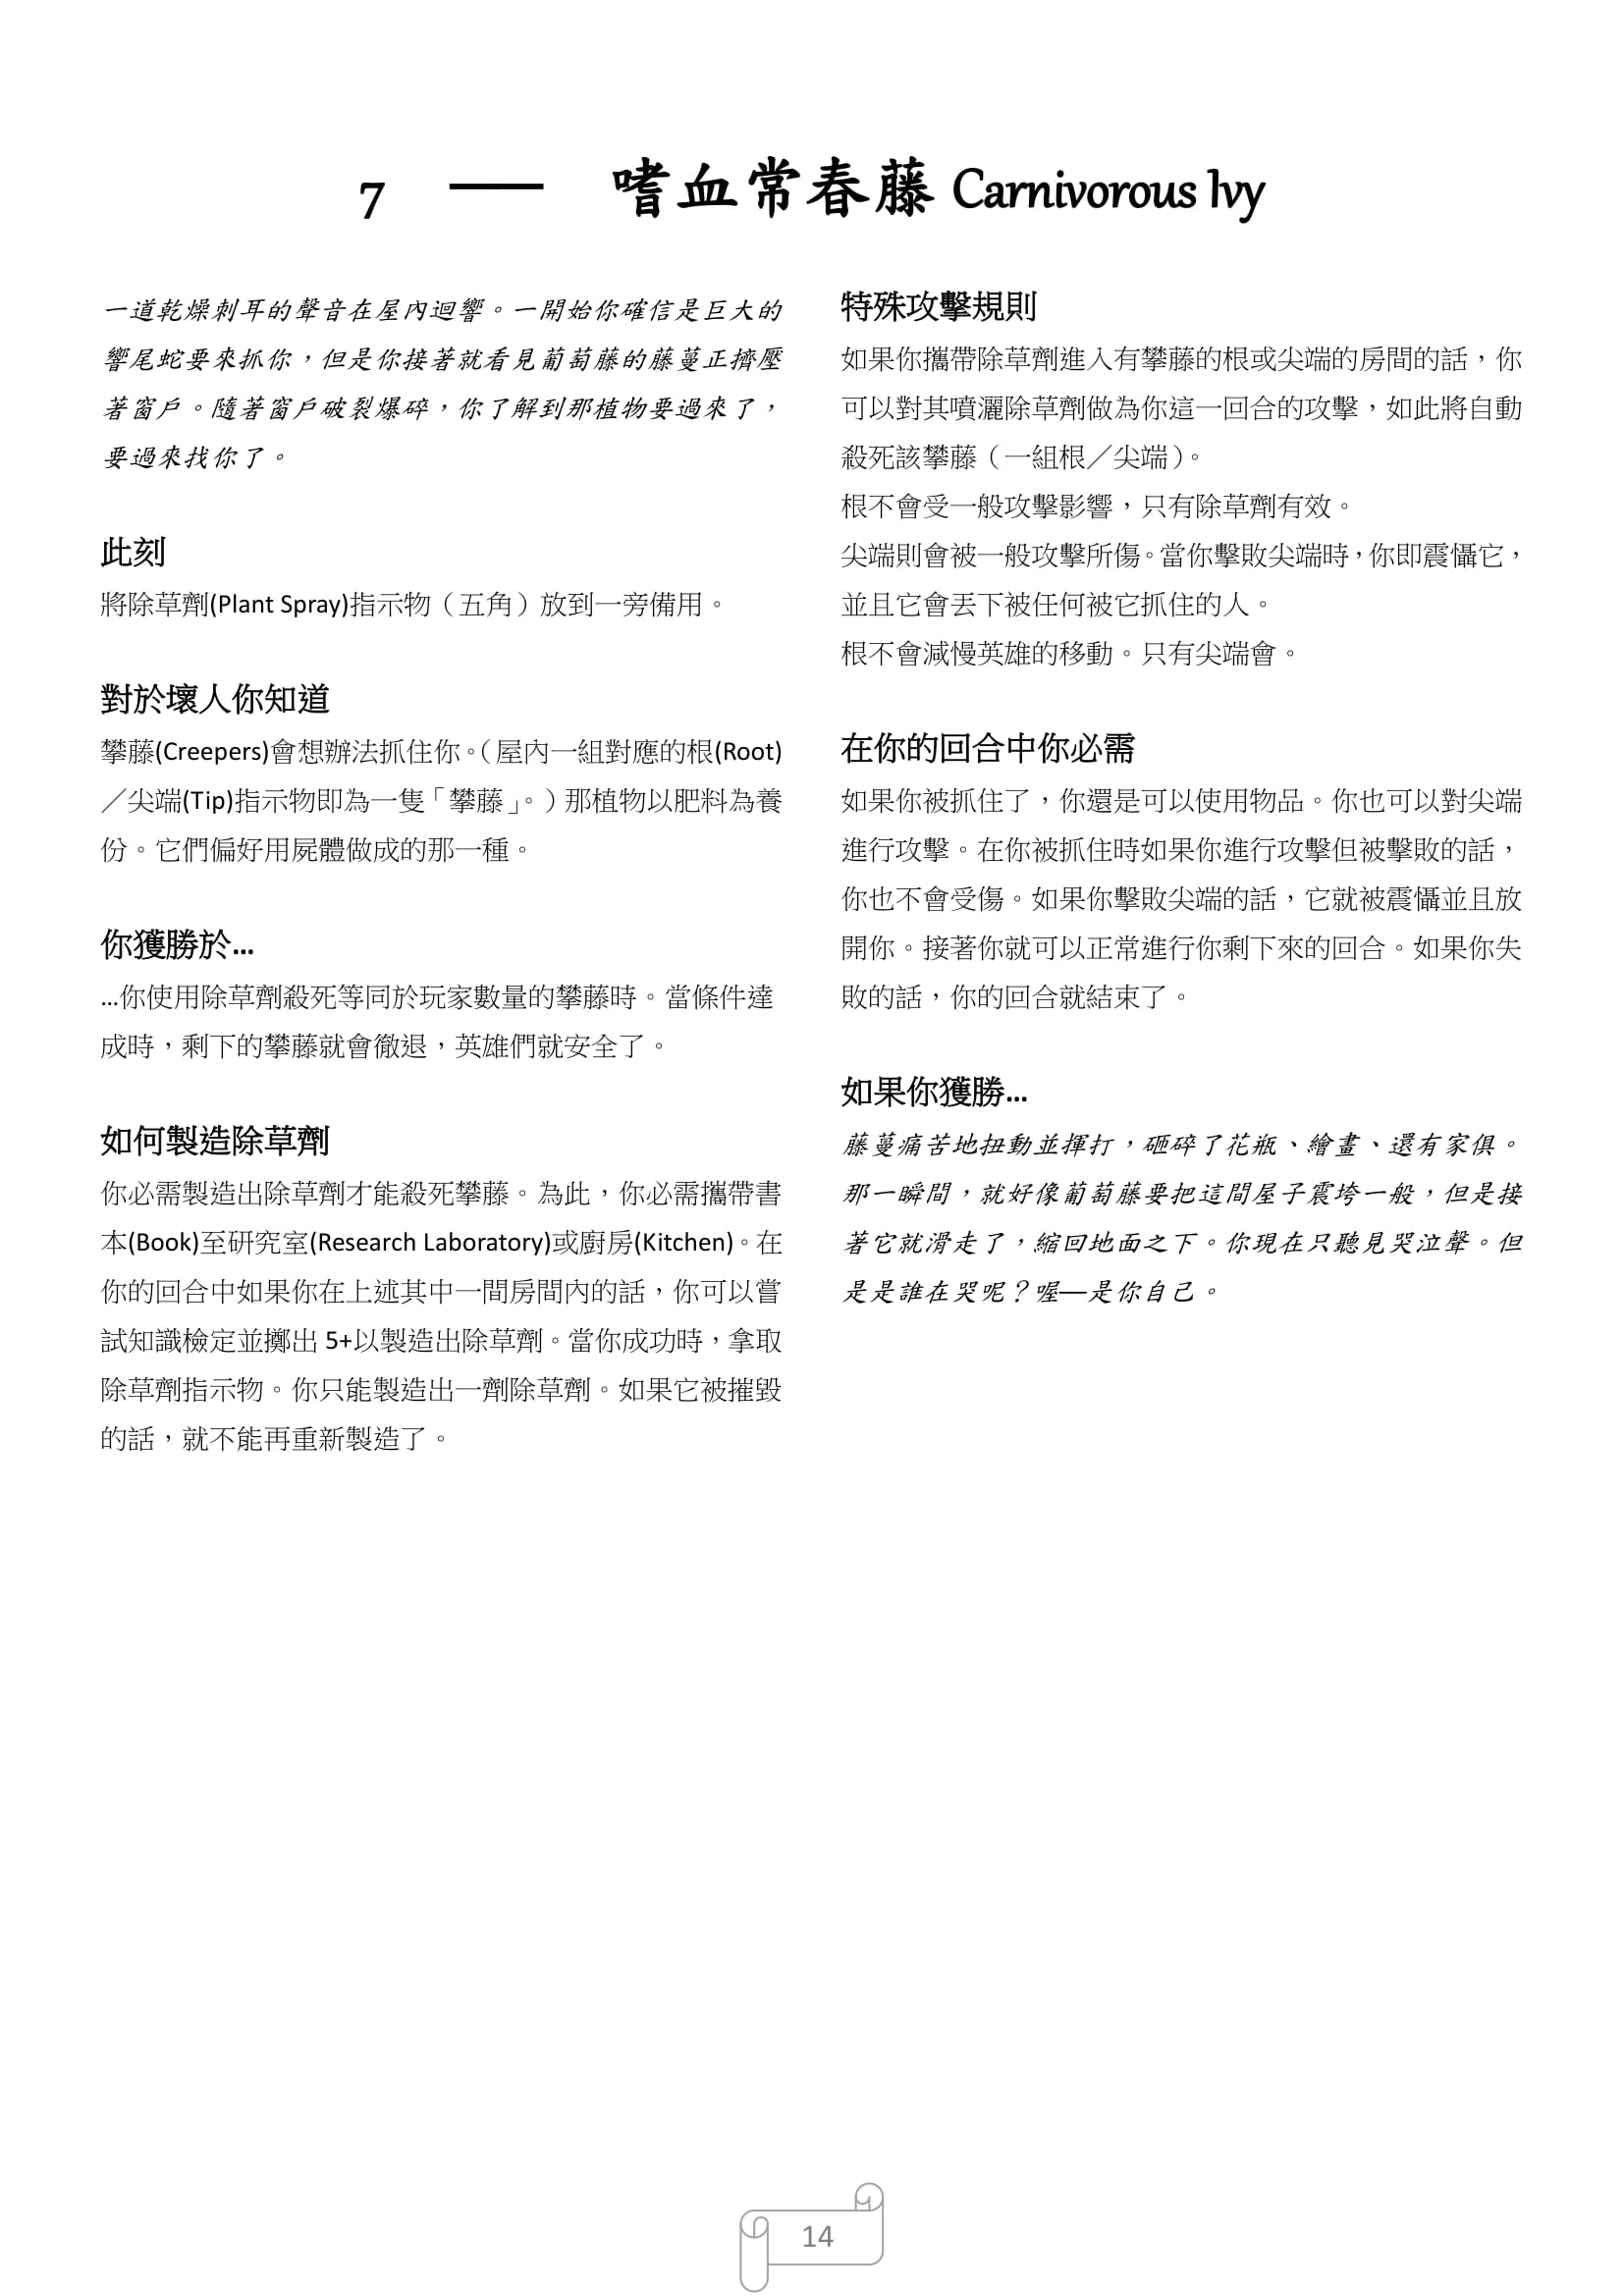 7 — 嗜血常春藤 Carnivorous Ivy
一道乾燥刺耳的聲音在屋內迴響。一開始你確信是巨大的
響尾蛇要來抓你，但是你接著就看見葡萄藤的藤蔓正擠壓
著窗戶。隨著窗戶破裂爆碎，你了解到那植物要過來了，
要過來找你了。
此刻
將除草劑(Plant Spray)指示物（五角）放到一旁備用。
對於壞人你知道
攀藤(Creepers)會想辦法抓住你。（屋內一組對應的根(Root)
／尖端(Tip)指示物即為一隻「攀藤」。）那植物以肥料為養
份。它們偏好用屍體做成的那一種。
你獲勝於…
…你使用除草劑殺死等同於玩家數量的攀藤時。當條件達
成時，剩下的攀藤就會徹退，英雄們就安全了。
如何製造除草劑
你必需製造出除草劑才能殺死攀藤。為此，你必需攜帶書
本(Book)至研究室(Research Laboratory)或廚房(Kitchen)。在
你的回合中如果你在上述其中一間房間內的話，你可以嘗
試知識檢定並擲出 5+以製造出除草劑。當你成功時，拿取
除草劑指示物。你只能製造出一劑除草劑。如果它被摧毀
的話，就不能再重新製造了。
特殊攻擊規則
如果你攜帶除草劑進入有攀藤的根或尖端的房間的話，你
可以對其噴灑除草劑做為你這一回合的攻擊，如此將自動
殺死該攀藤（一組根／尖端）。
根不會受一般攻擊影響，只有除草劑有效。
尖端則會被一般攻擊所傷。當你擊敗尖端時，你即震懾它，
並且它會丟下被任何被它抓住的人。
根不會減慢英雄的移動。只有尖端會。
在你的回合中你必需
如果你被抓住了，你還是可以使用物品。你也可以對尖端
進行攻擊。在你被抓住時如果你進行攻擊但被擊敗的話，
你也不會受傷。如果你擊敗尖端的話，它就被震懾並且放
開你。接著你就可以正常進行你剩下來的回合。如果你失
敗的話，你的回合就結束了。
如果你獲勝…
藤蔓痛苦地扭動並揮打，砸碎了花瓶、繪畫、還有家俱。
那一瞬間，就好像葡萄藤要把這間屋子震垮一般，但是接
著它就滑走了，縮回地面之下。你現在只聽見哭泣聲。但
是是誰在哭呢？喔—是你自己。
14